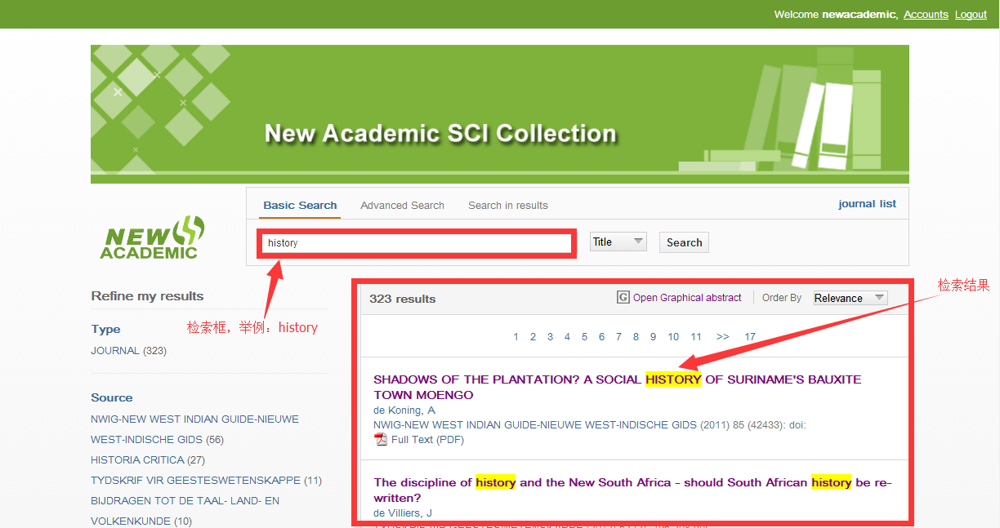 Welcome newacademic, Accounts Logout
New Academic SCI Collection
Basic Search Advanced Search Search in results journal list
NEW
ACADEMIC
history Title Search
Refine my results
检索框，举例：history
Type
JOURNAL (323)
Source
NWIG-NEW WEST INDIAN GUIDE-NIEUWE
WEST-INDISCHE GIDS (56)
HISTORIA CRITICA (27)
TYDSKRIF VIR GEESTESWETENSKAPPE (11)
BIJDRAGEN TOT DE TAAL- LAND- EN
VOLKENKUNDE (10)
检索结果
323 results G Open Graphical abstract Order By Relevance
1 2 3 4 5 6 7 8 9 10 11 >> 17
SHADOWS OF THE PLANTATION? A SOCIAL HISTORY OF SURINAME'S BAUXITE
TOWN MOENGO
de Koning, A
NWIG-NEW WEST INDIAN GUIDE-NIEUWE WEST-INDISCHE GIDS (2011) 85 (42433): doi:
Full Text (PDF)
The discipline of history and the New South Africa - should South African history be re-
written?
de Villiers, J